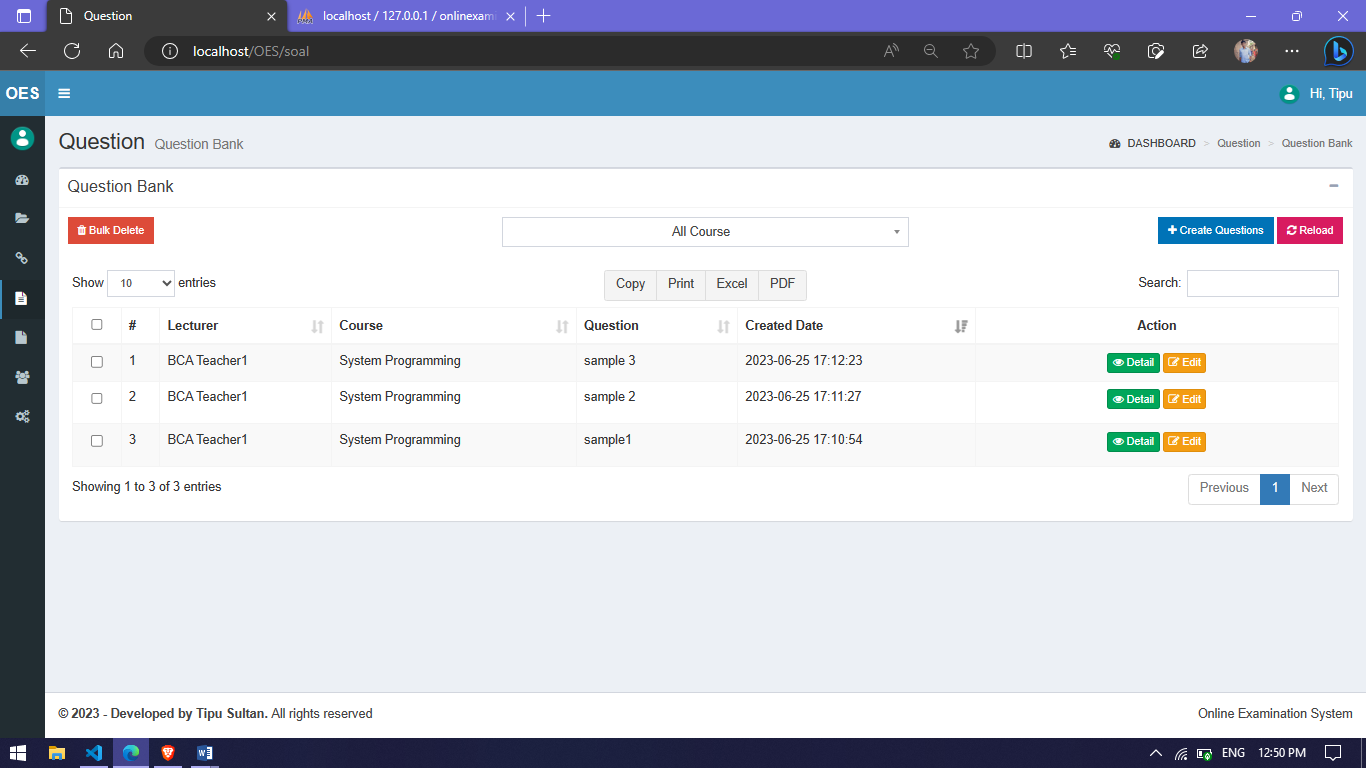 Question
localhost / 127.0.0.1 / onlinexam
localhost/OES/soal
OES
Hi, Tipu
Question Question Bank
DASHBOARD > Question > Question Bank
Question Bank
Bulk Delete
All Course
Create Questions
Reload
Show 10 entries
Copy Print Excel PDF
Search:
# Lecturer Course Question Created Date Action
1 BCA Teacher1 System Programming sample 3 2023-06-25 17:12:23 Detail Edit
2 BCA Teacher1 System Programming sample 2 2023-06-25 17:11:27 Detail Edit
3 BCA Teacher1 System Programming sample1 2023-06-25 17:10:54 Detail Edit
Showing 1 to 3 of 3 entries
Previous 1 Next
© 2023 - Developed by Tipu Sultan. All rights reserved
Online Examination System
ENG 12:50 PM